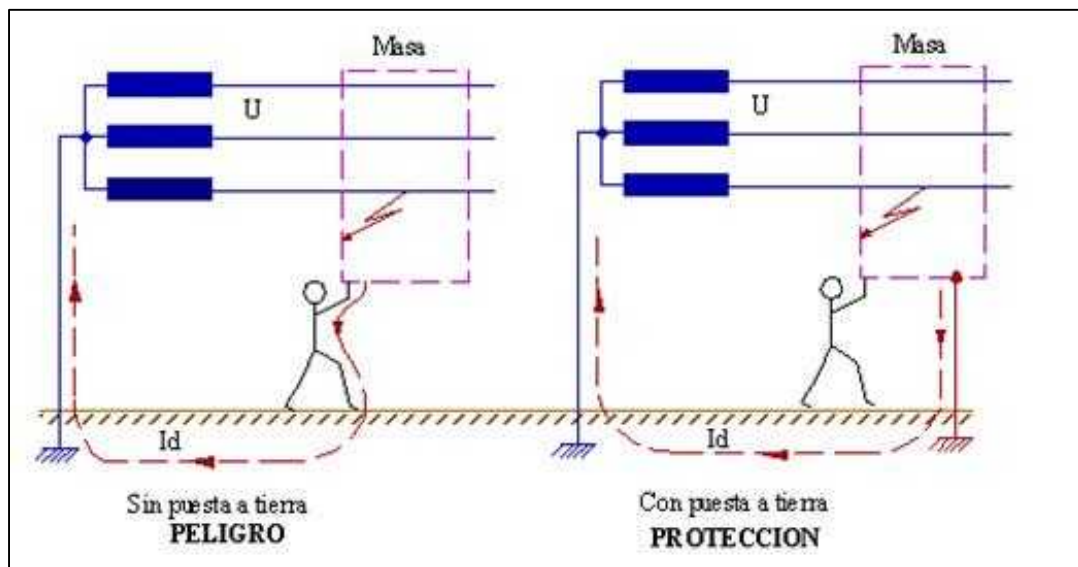 Masa
U
Id
Sin puesta a tierra
PELIGRO
Masa
U
Id
Con puesta a tierra
PROTECCION